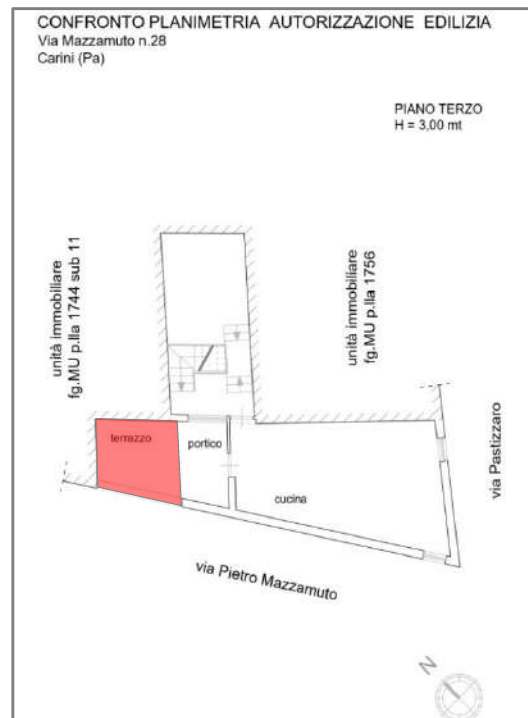 CONFRONTO PLANIMETRIA AUTORIZZAZIONE EDILIZIA
Via Mazzamuto n.28
Carini (Pa)
PIANO TERZO
H = 3,00 mt
unità immobiliare
fg.MU p.lla 1744 sub 11
unità immobiliare
fg.MU p.lla 1756
terrazzo
portico
cucina
via Pastizzaro
via Pietro Mazzamuto
N